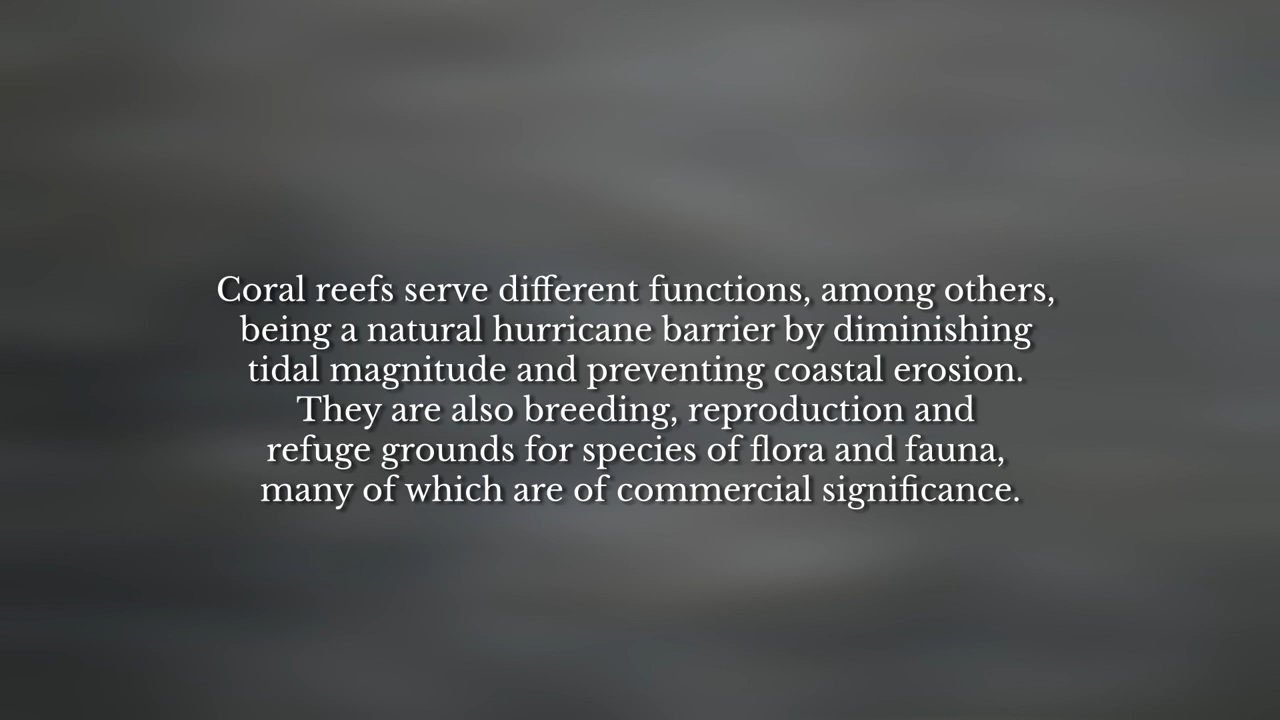 Coral reefs serve different functions, among others,
being a natural hurricane barrier by diminishing
tidal magnitude and preventing coastal erosion.
They are also breeding, reproduction and
refuge grounds for species of flora and fauna,
many of which are of commercial significance.